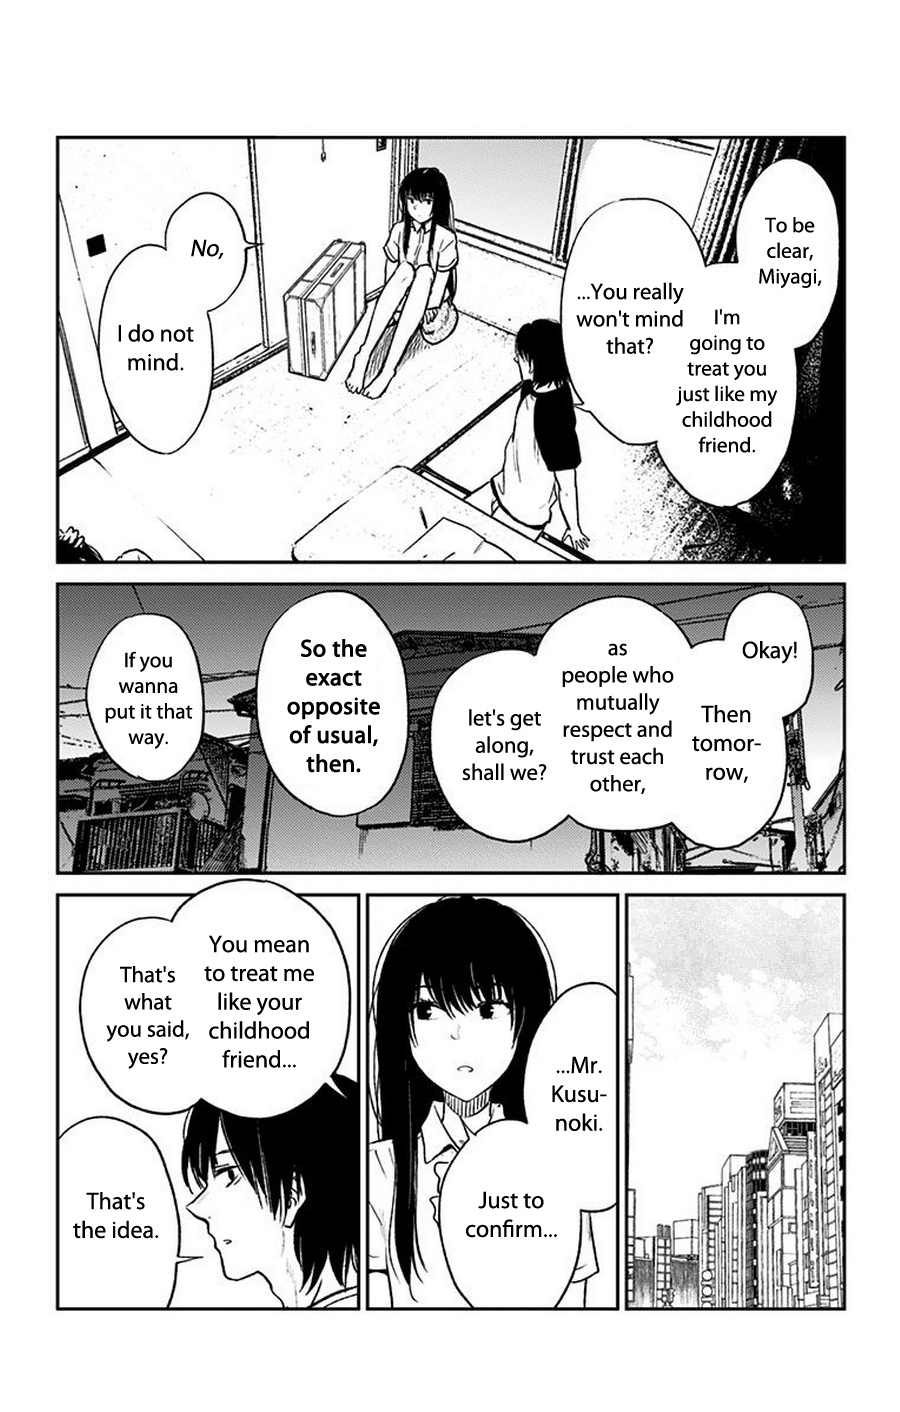 To be
clear,
Miyagi,
I'm
going to
treat you
just like my
childhood
friend.
...You really
won't mind
that?
No,
I do not
mind.
Okay!
Then
tomor-
row,
as
people who
mutually
respect and
trust each
other,
let's get
along,
shall we?
So the
exact
opposite
of usual,
then.
If you
wanna
put it that
way.
...Mr.
Kusu-
noki.
Just to
confirm...
You mean
to treat me
like your
childhood
friend...
That's
what
you said,
yes?
That's
the idea.